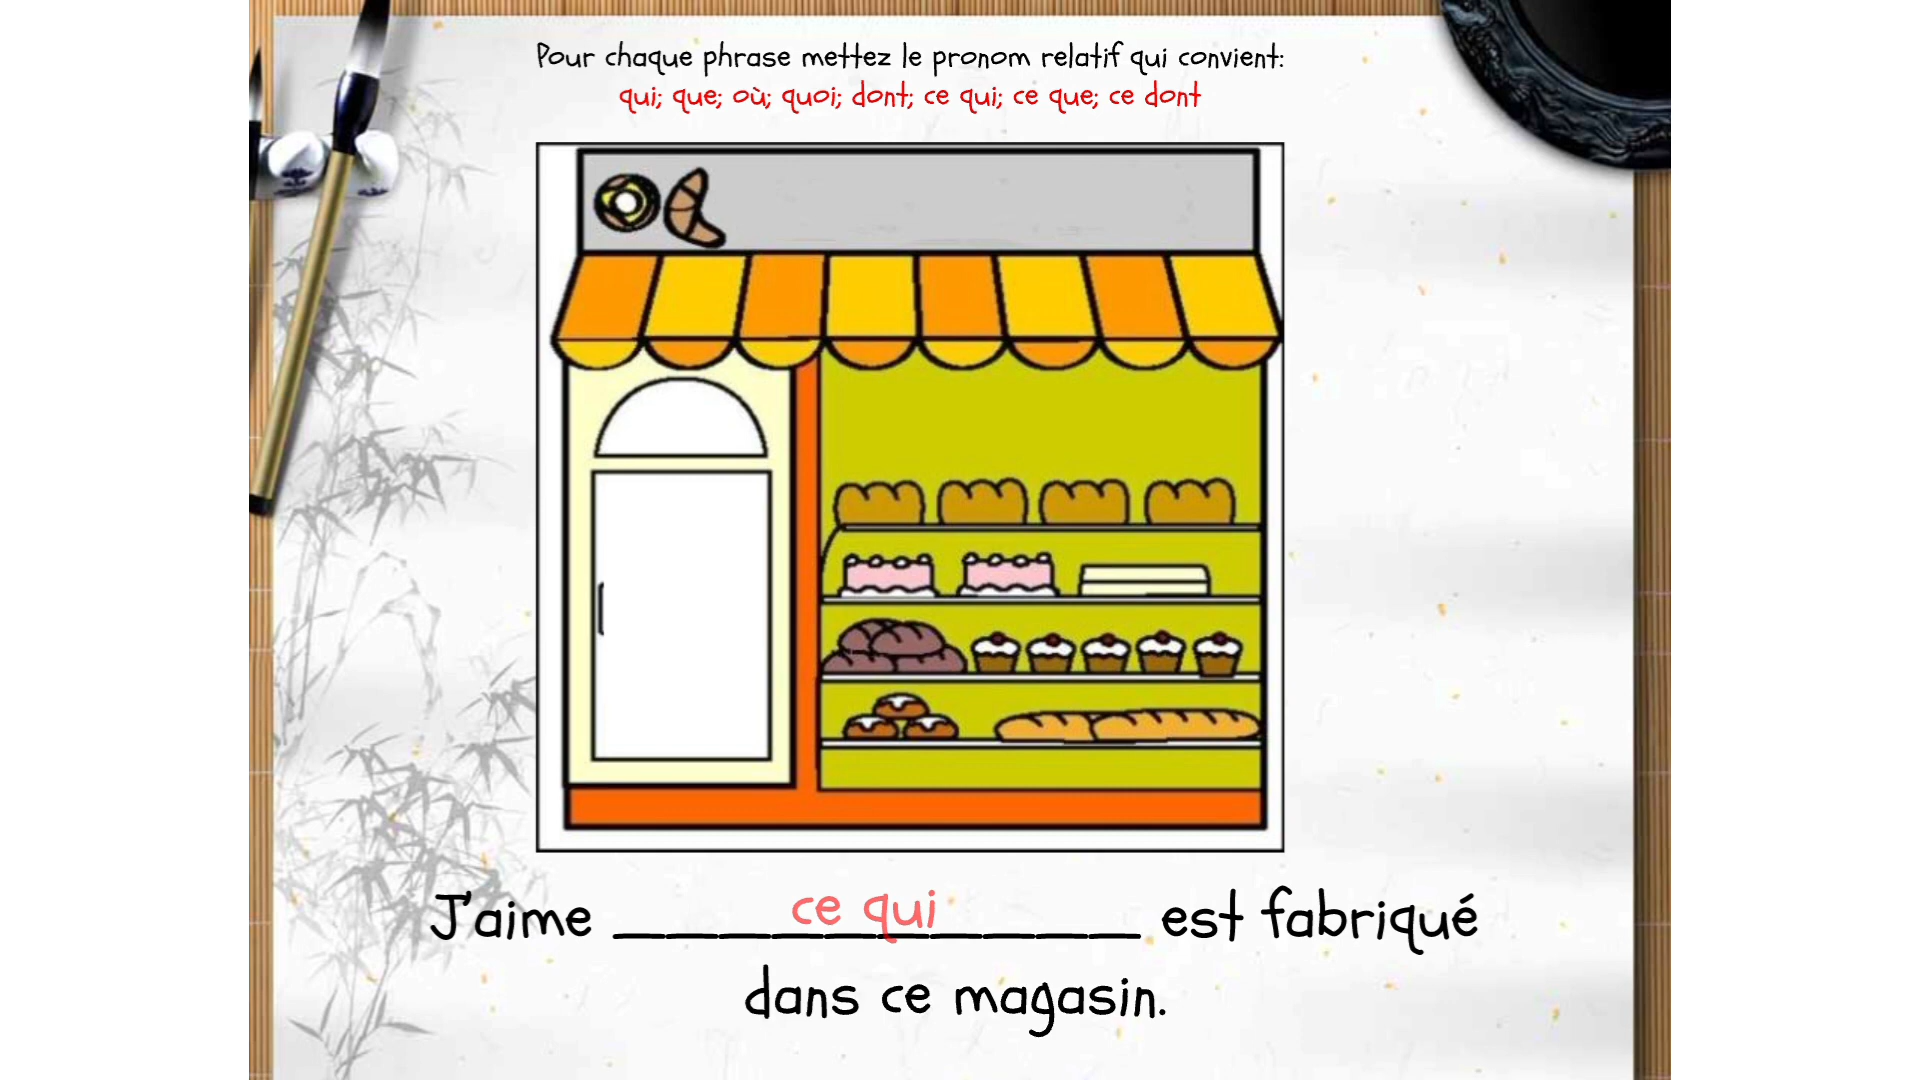 Pour chaque phrase mettez le pronom relatif qui convient:
qui; que; où; quoi; dont; ce qui; ce que; ce dont
J'aime __________ ce qui est fabriqué
dans ce magasin.